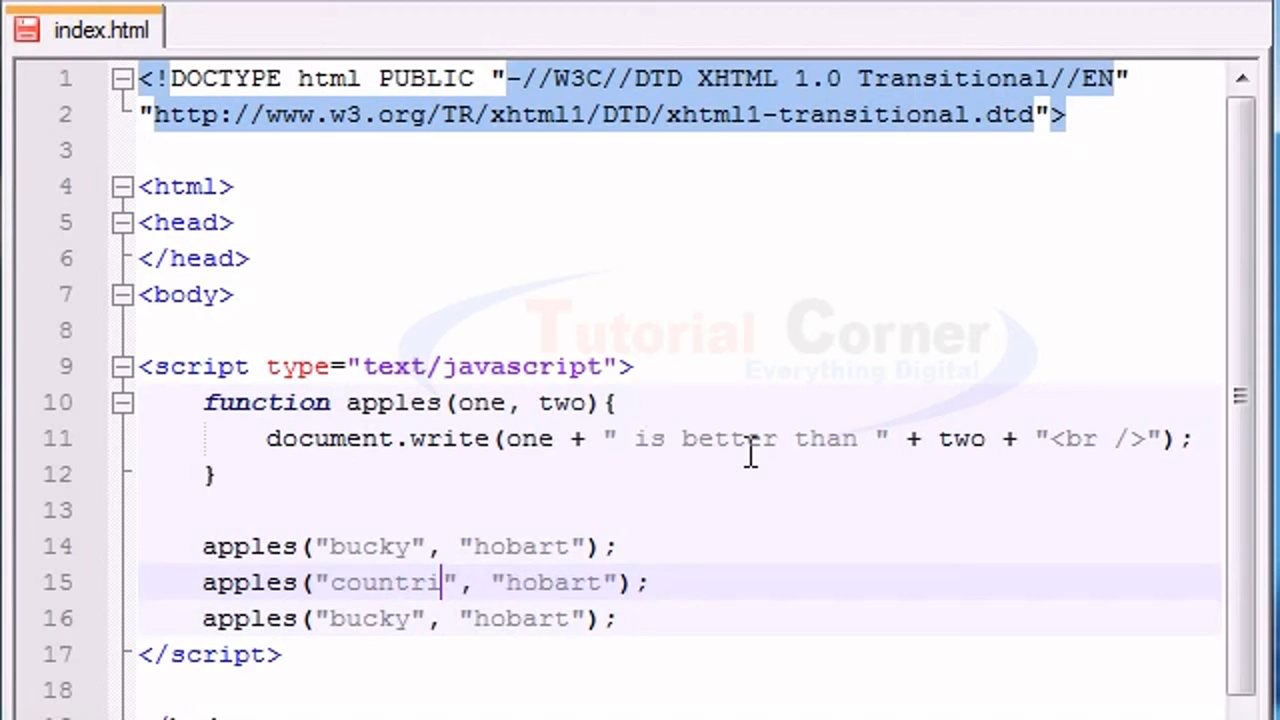 index.html
1 <!DOCTYPE html PUBLIC "-//W3C//DTD XHTML 1.0 Transitional//EN"
2 "http://www.w3.org/TR/xhtml1/DTD/xhtml1-transitional.dtd">
3
4 <html>
5 <head>
6 </head>
7 <body>
8
9 <script type="text/javascript">
10 function apples(one, two){
11 document.write(one + " is better than " + two + "<br />");
12 }
13
14 apples("bucky", "hobart");
15 apples("countri", "hobart");
16 apples("bucky", "hobart");
17 </script>
18
Tutorial Corner
Everything Digital